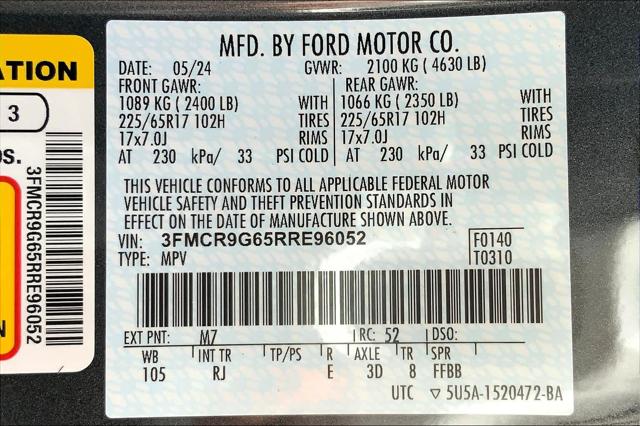 ATION
3
OS.
3FMCR9G65RRE96052
N
MFD. BY FORD MOTOR CO.
DATE: 05/24 GVWR: 2100 KG ( 4630 LB)
FRONT GAWR: REAR GAWR:
1089 KG ( 2400 LB) WITH 1066 KG ( 2350 LB) WITH
225/65R17 102H TIRES 225/65R17 102H TIRES
17x7.0J RIMS 17x7.0J RIMS
AT 230 kPa/ 33 PSI COLD AT 230 kPa/ 33 PSI COLD
THIS VEHICLE CONFORMS TO ALL APPLICABLE FEDERAL MOTOR
VEHICLE SAFETY AND THEFT PREVENTION STANDARDS IN
EFFECT ON THE DATE OF MANUFACTURE SHOWN ABOVE.
VIN: 3FMCR9G65RRE96052 F0140
TYPE: MPV T0310
EXT PNT: M7 RC: 52 DSO:
WB INT TR TP/PS R AXLE TR SPR
105 RJ E 3D 8 FFBB
UTC ▽ 5U5A-1520472-BA